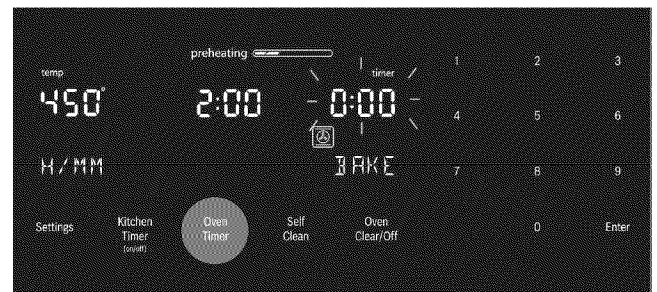 preheating
temp
timer
450°
2:00
0:00
H/MM
BAKE
1 2 3
4 5 6
7 8 9
0 Enter
Settings
Kitchen
Timer
(on/off)
Oven
Timer
Self
Clean
Oven
Clear/Off